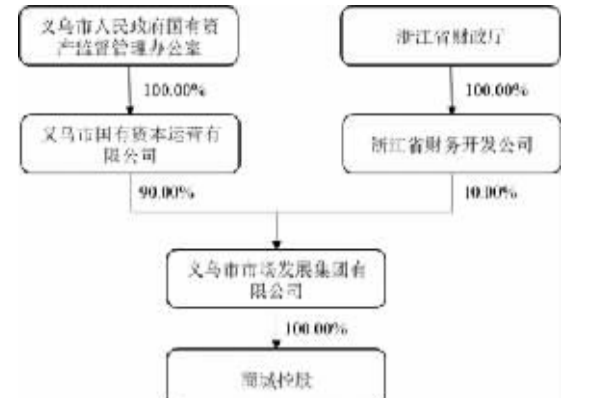 义乌市人民政府国有资
产监督管理办公室
浙江省财政厅
100.00%
100.00%
义乌市国有资本运营有
限公司
浙江省财务开发公司
90.00%
10.00%
义乌市市场发展集团有
限公司
100.00%
商城控股